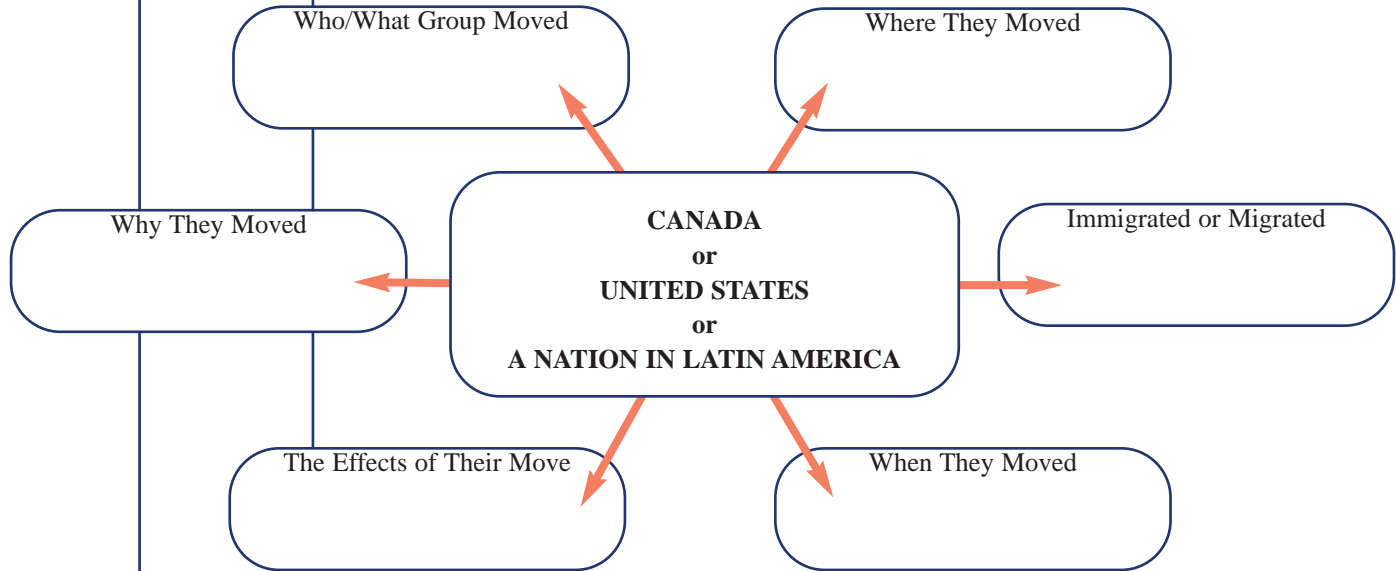 Who/What Group Moved
Where They Moved
Why They Moved
CANADA
or
UNITED STATES
or
A NATION IN LATIN AMERICA
Immigrated or Migrated
The Effects of Their Move
When They Moved